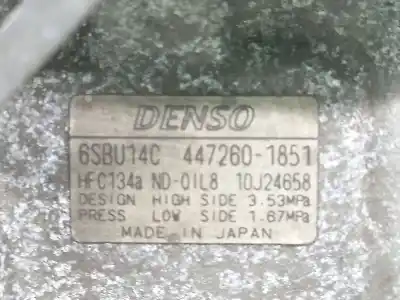 DENSO
6SBU14C 447260-1851
HFC134a ND-OIL8 10J24658
DESIGN HIGH SIDE 3.53MPa
PRESS LOW SIDE 1.67MPa
MADE IN JAPAN